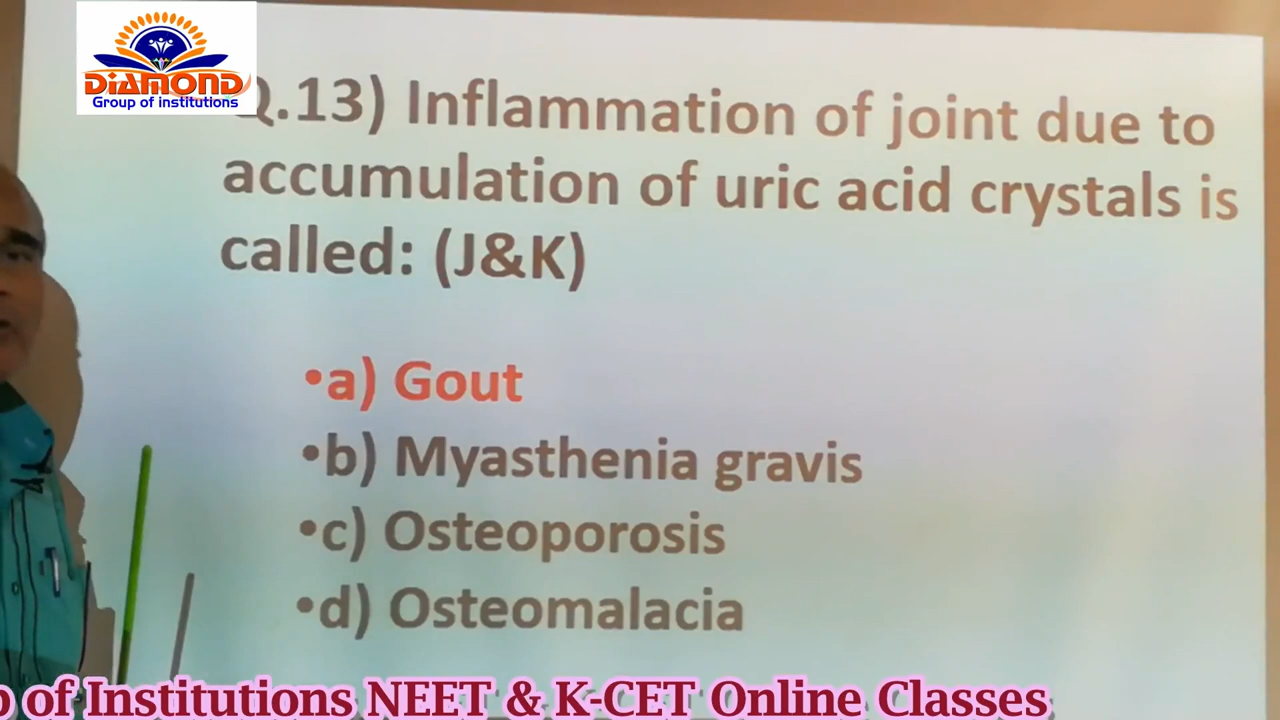 DIAMOND
Group of institutions
Q.13) Inflammation of joint due to
accumulation of uric acid crystals is
called: (J&K)
•a) Gout
•b) Myasthenia gravis
•c) Osteoporosis
•d) Osteomalacia
of Institutions NEET & K-CET Online Classes